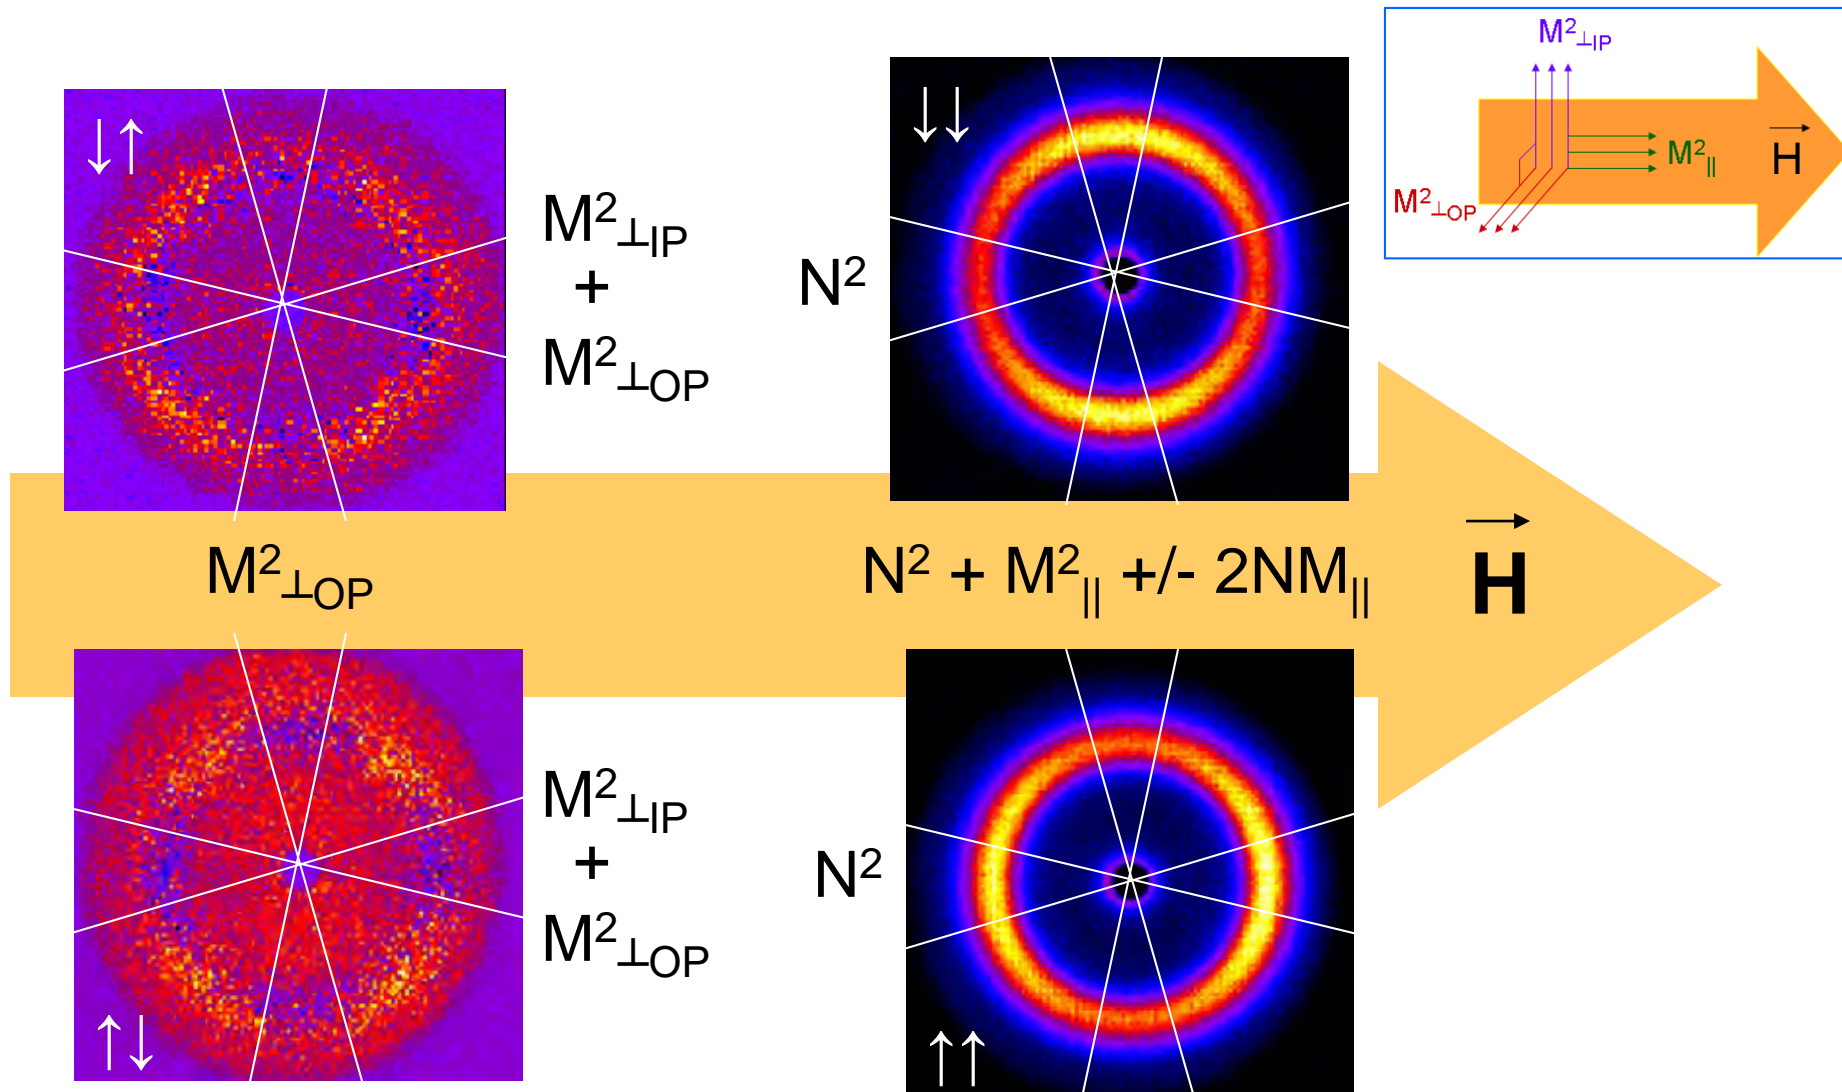 ↓↑
M²⊥IP
+
M²⊥OP
N²
↓↓
M²⊥IP
M²∥
H
M²⊥OP
M²⊥OP
N² + M²∥ +/- 2NM∥
H
↑↓
M²⊥IP
+
M²⊥OP
N²
↑↑